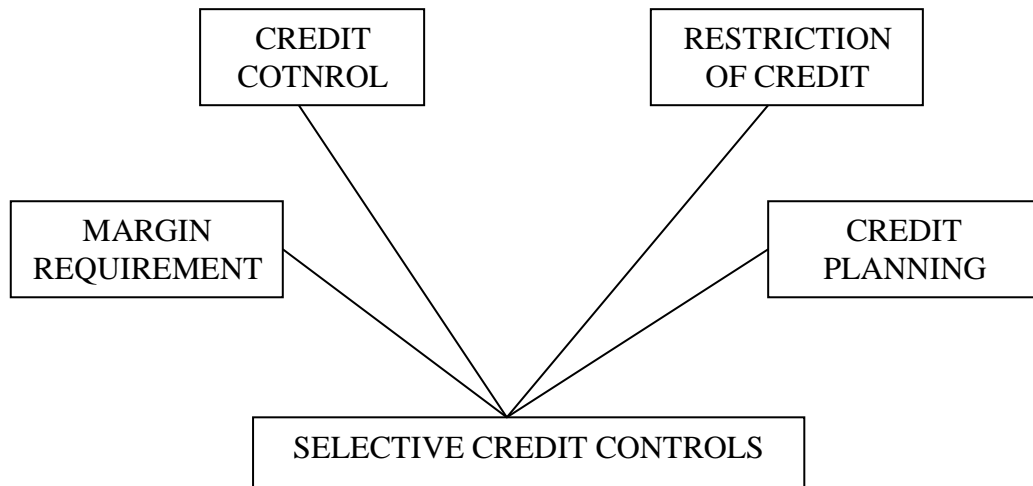 CREDIT
COTNROL
RESTRICTION
OF CREDIT
MARGIN
REQUIREMENT
CREDIT
PLANNING
SELECTIVE CREDIT CONTROLS